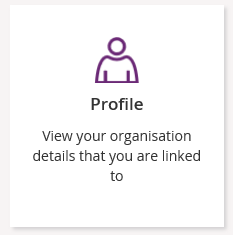 Profile
View your organisation
details that you are linked
to